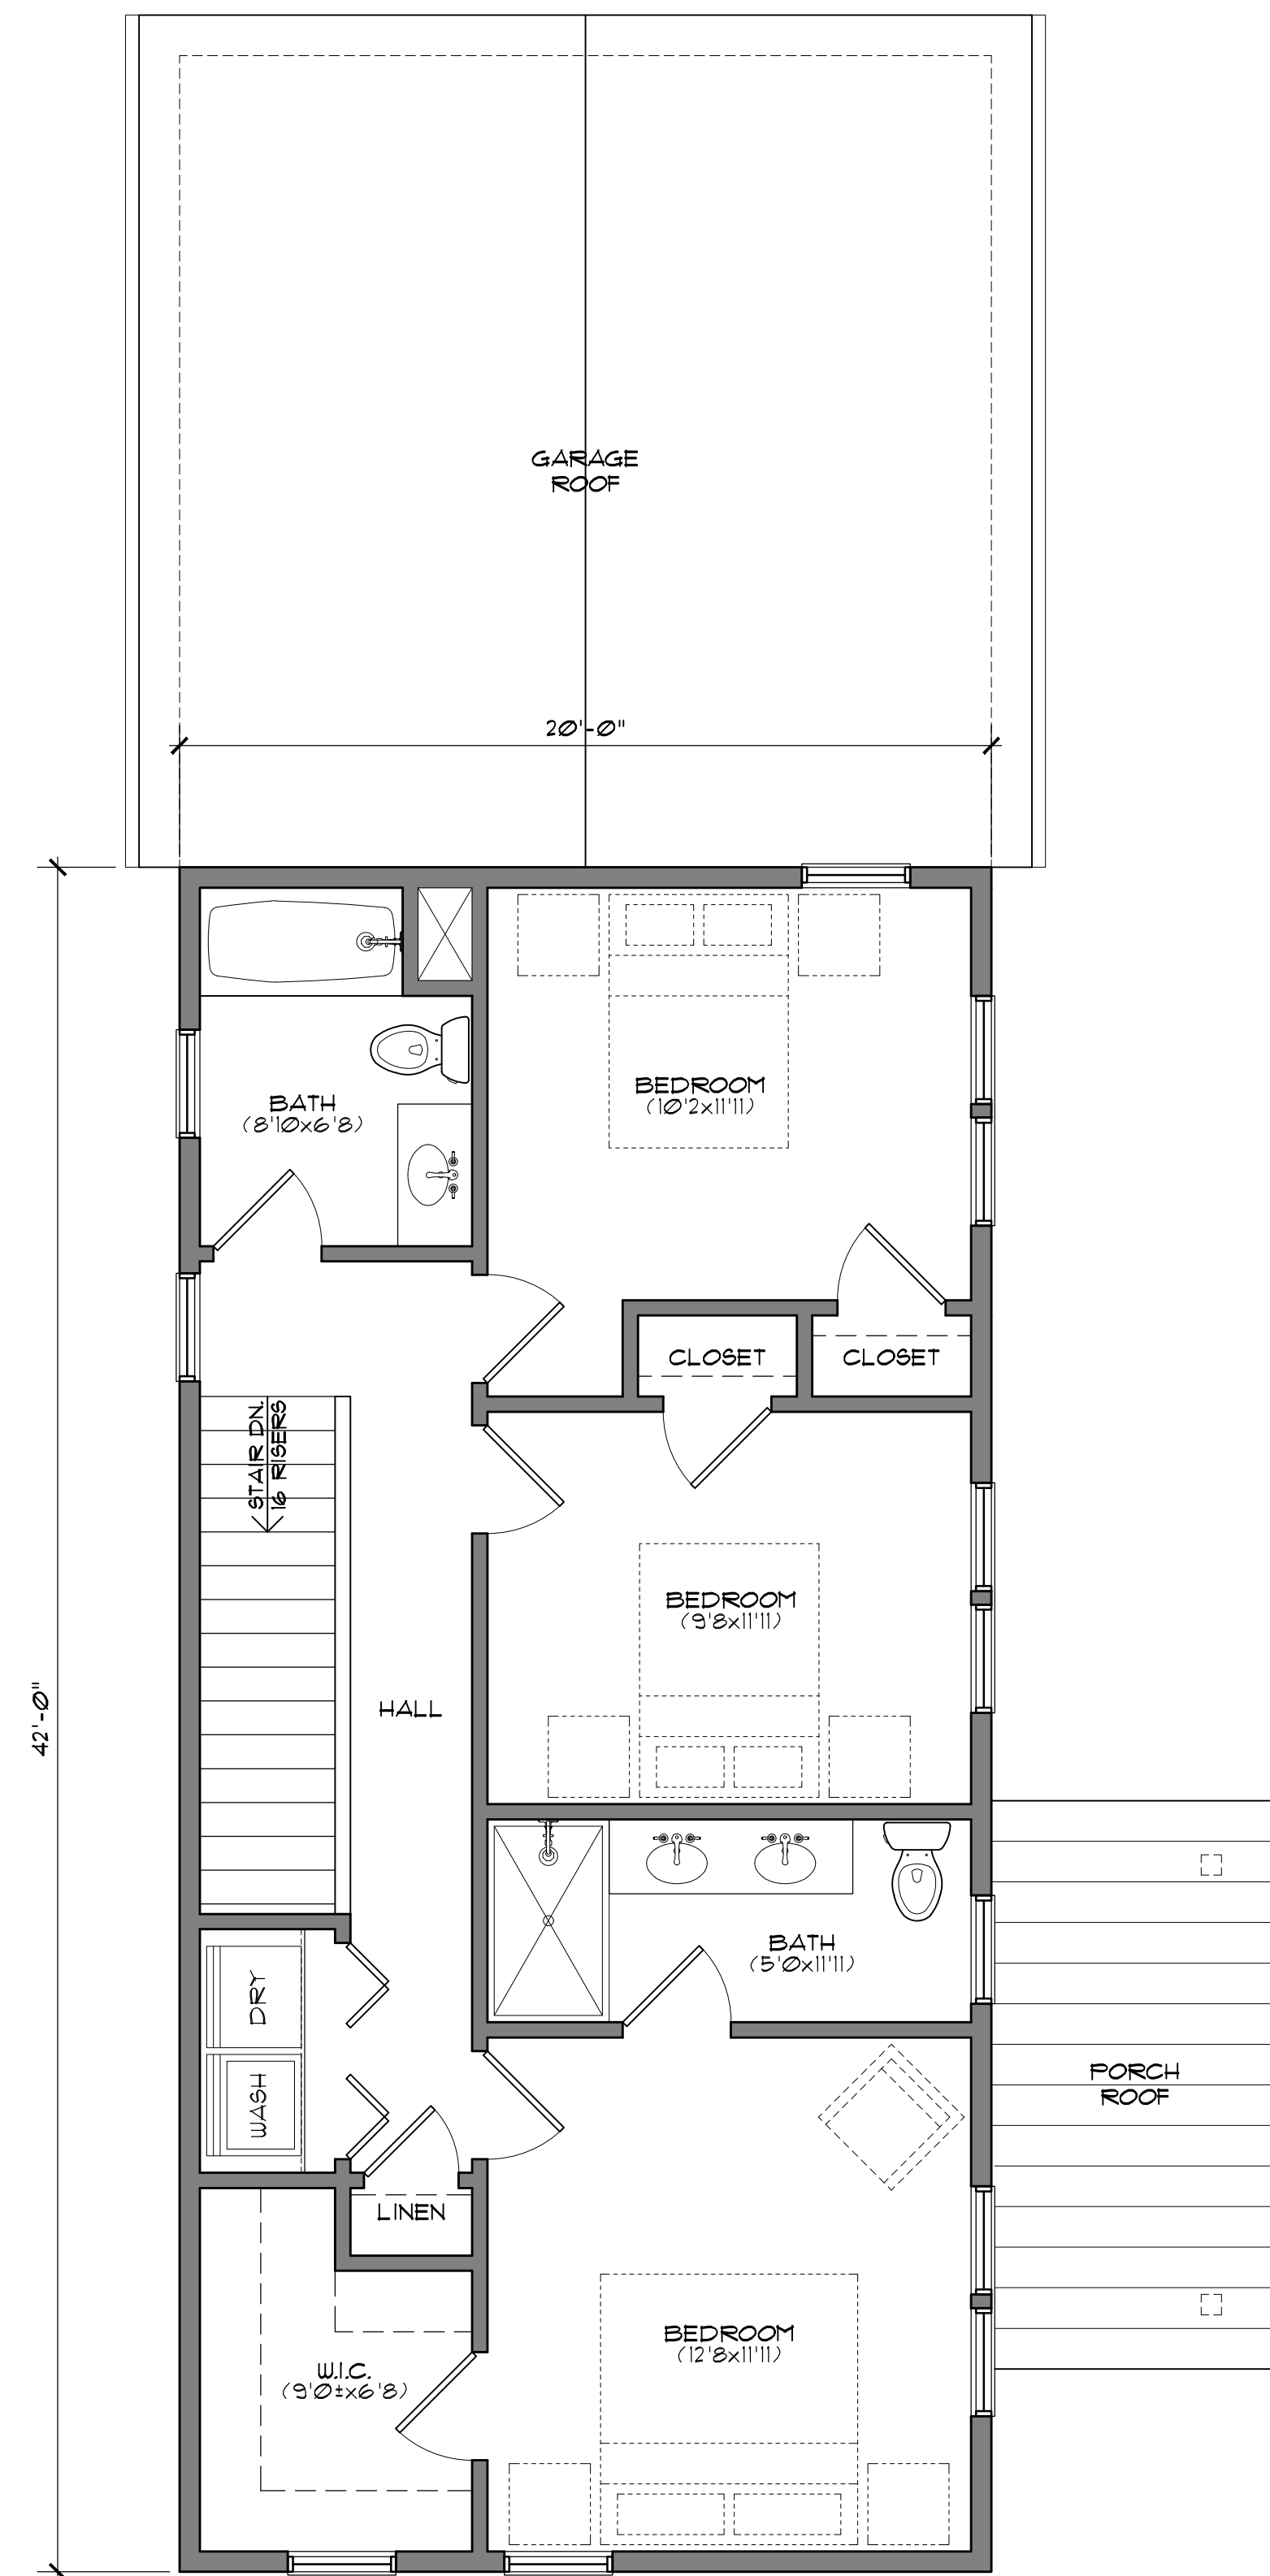 GARAGE
ROOF
20'-0"
BATH
(8'10x6'8)
BEDROOM
(10'2x11'11)
CLOSET
CLOSET
STAIR DN.
16 RISERS
BEDROOM
(9'8x11'11)
HALL
42'-0"
BATH
(5'0x11'11)
DRY
WASH
PORCH
ROOF
LINEN
BEDROOM
(12'8x11'11)
W.I.C.
(9'0±x6'8)